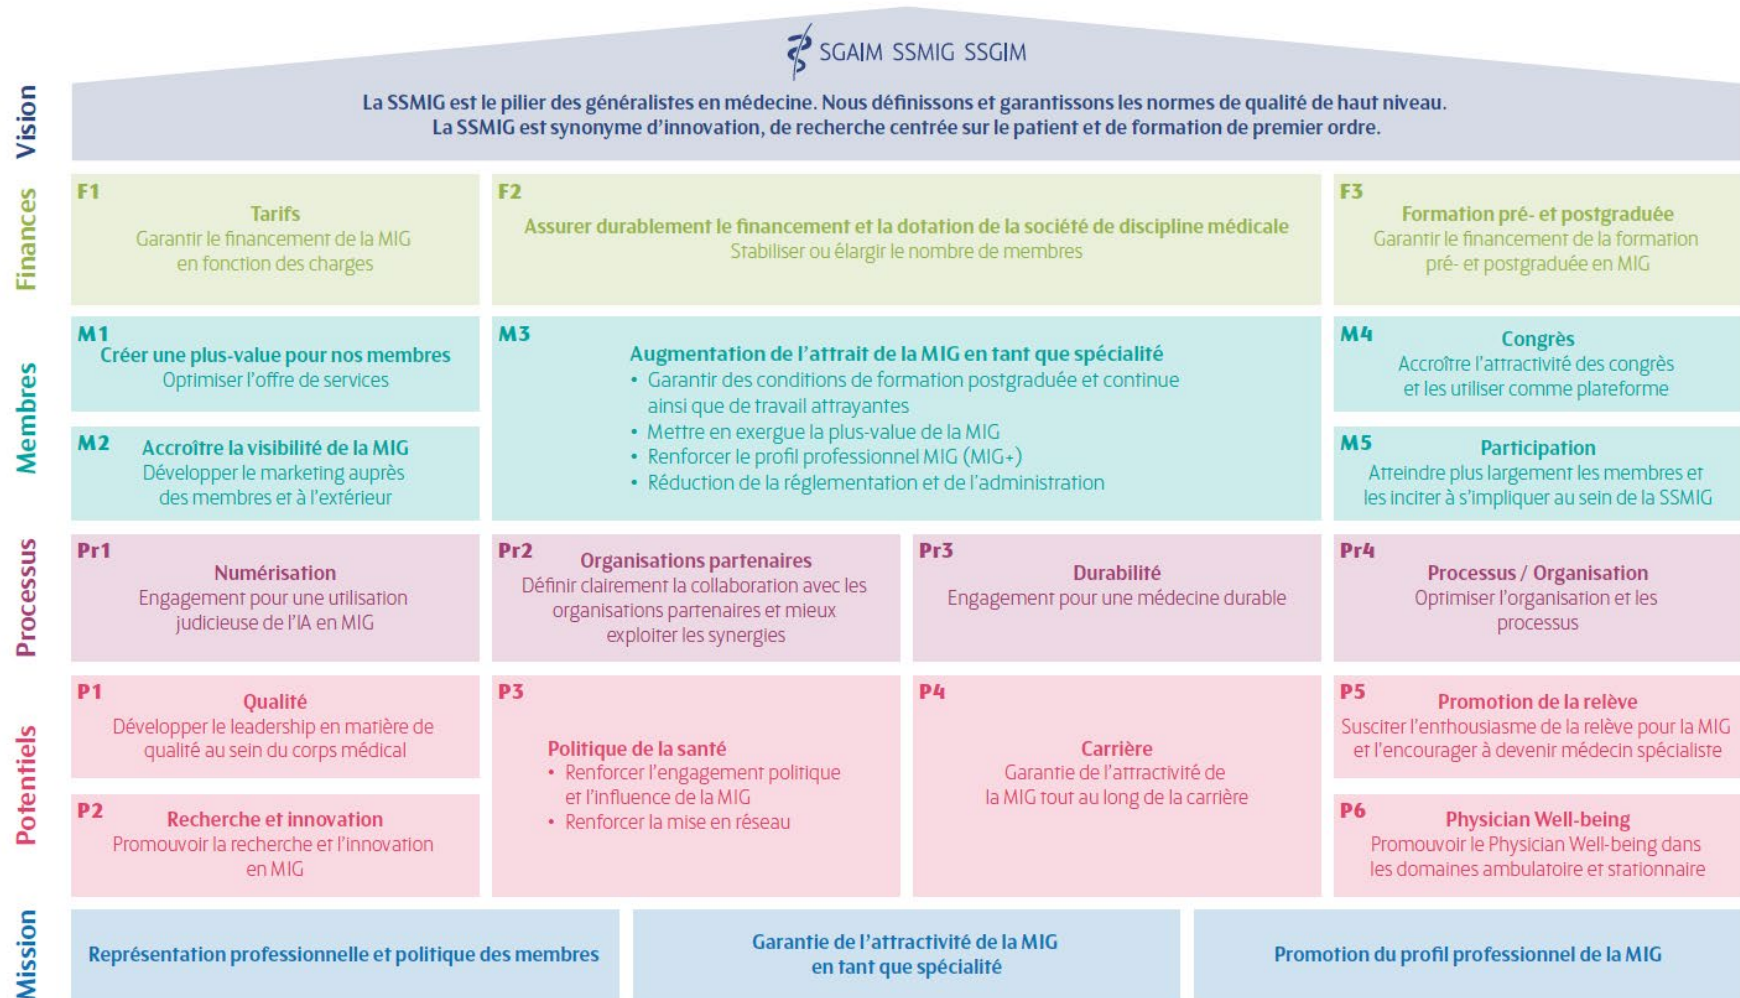 SGAIM SSMIG SSGIM
Vision
La SSMIG est le pilier des généralistes en médecine. Nous définissons et garantissons les normes de qualité de haut niveau.
La SSMIG est synonyme d'innovation, de recherche centrée sur le patient et de formation de premier ordre.
Finances
F1
Tarifs
Garantir le financement de la MIG
en fonction des charges
F2
Assurer durablement le financement et la dotation de la société de discipline médicale
Stabiliser ou élargir le nombre de membres
F3
Formation pré- et postgraduée
Garantir le financement de la formation
pré- et postgraduée en MIG
Membres
M1
Créer une plus-value pour nos membres
Optimiser l'offre de services
M2
Accroître la visibilité de la MIG
Développer le marketing auprès
des membres et à l'extérieur
M3
Augmentation de l'attrait de la MIG en tant que spécialité
• Garantir des conditions de formation postgraduée et continue
ainsi que de travail attrayantes
• Mettre en exergue la plus-value de la MIG
• Renforcer le profil professionnel MIG (MIG+)
• Réduction de la réglementation et de l'administration
M4
Congrès
Accroître l'attractivité des congrès
et les utiliser comme plateforme
M5
Participation
Atteindre plus largement les membres et
les inciter à s'impliquer au sein de la SSMIG
Processus
Pr1
Numérisation
Engagement pour une utilisation
judicieuse de l'IA en MIG
Pr2
Organisations partenaires
Définir clairement la collaboration avec les
organisations partenaires et mieux
exploiter les synergies
Pr3
Durabilité
Engagement pour une médecine durable
Pr4
Processus / Organisation
Optimiser l'organisation et les
processus
Potentiels
P1
Qualité
Développer le leadership en matière de
qualité au sein du corps médical
P2
Recherche et innovation
Promouvoir la recherche et l'innovation
en MIG
P3
Politique de la santé
• Renforcer l'engagement politique
et l'influence de la MIG
• Renforcer la mise en réseau
P4
Carrière
Garantie de l'attractivité de
la MIG tout au long de la carrière
P5
Promotion de la relève
Susciter l'enthousiasme de la relève pour la MIG
et l'encourager à devenir médecin spécialiste
P6
Physician Well-being
Promouvoir le Physician Well-being dans
les domaines ambulatoire et stationnaire
Mission
Représentation professionnelle et politique des membres
Garantie de l'attractivité de la MIG
en tant que spécialité
Promotion du profil professionnel de la MIG